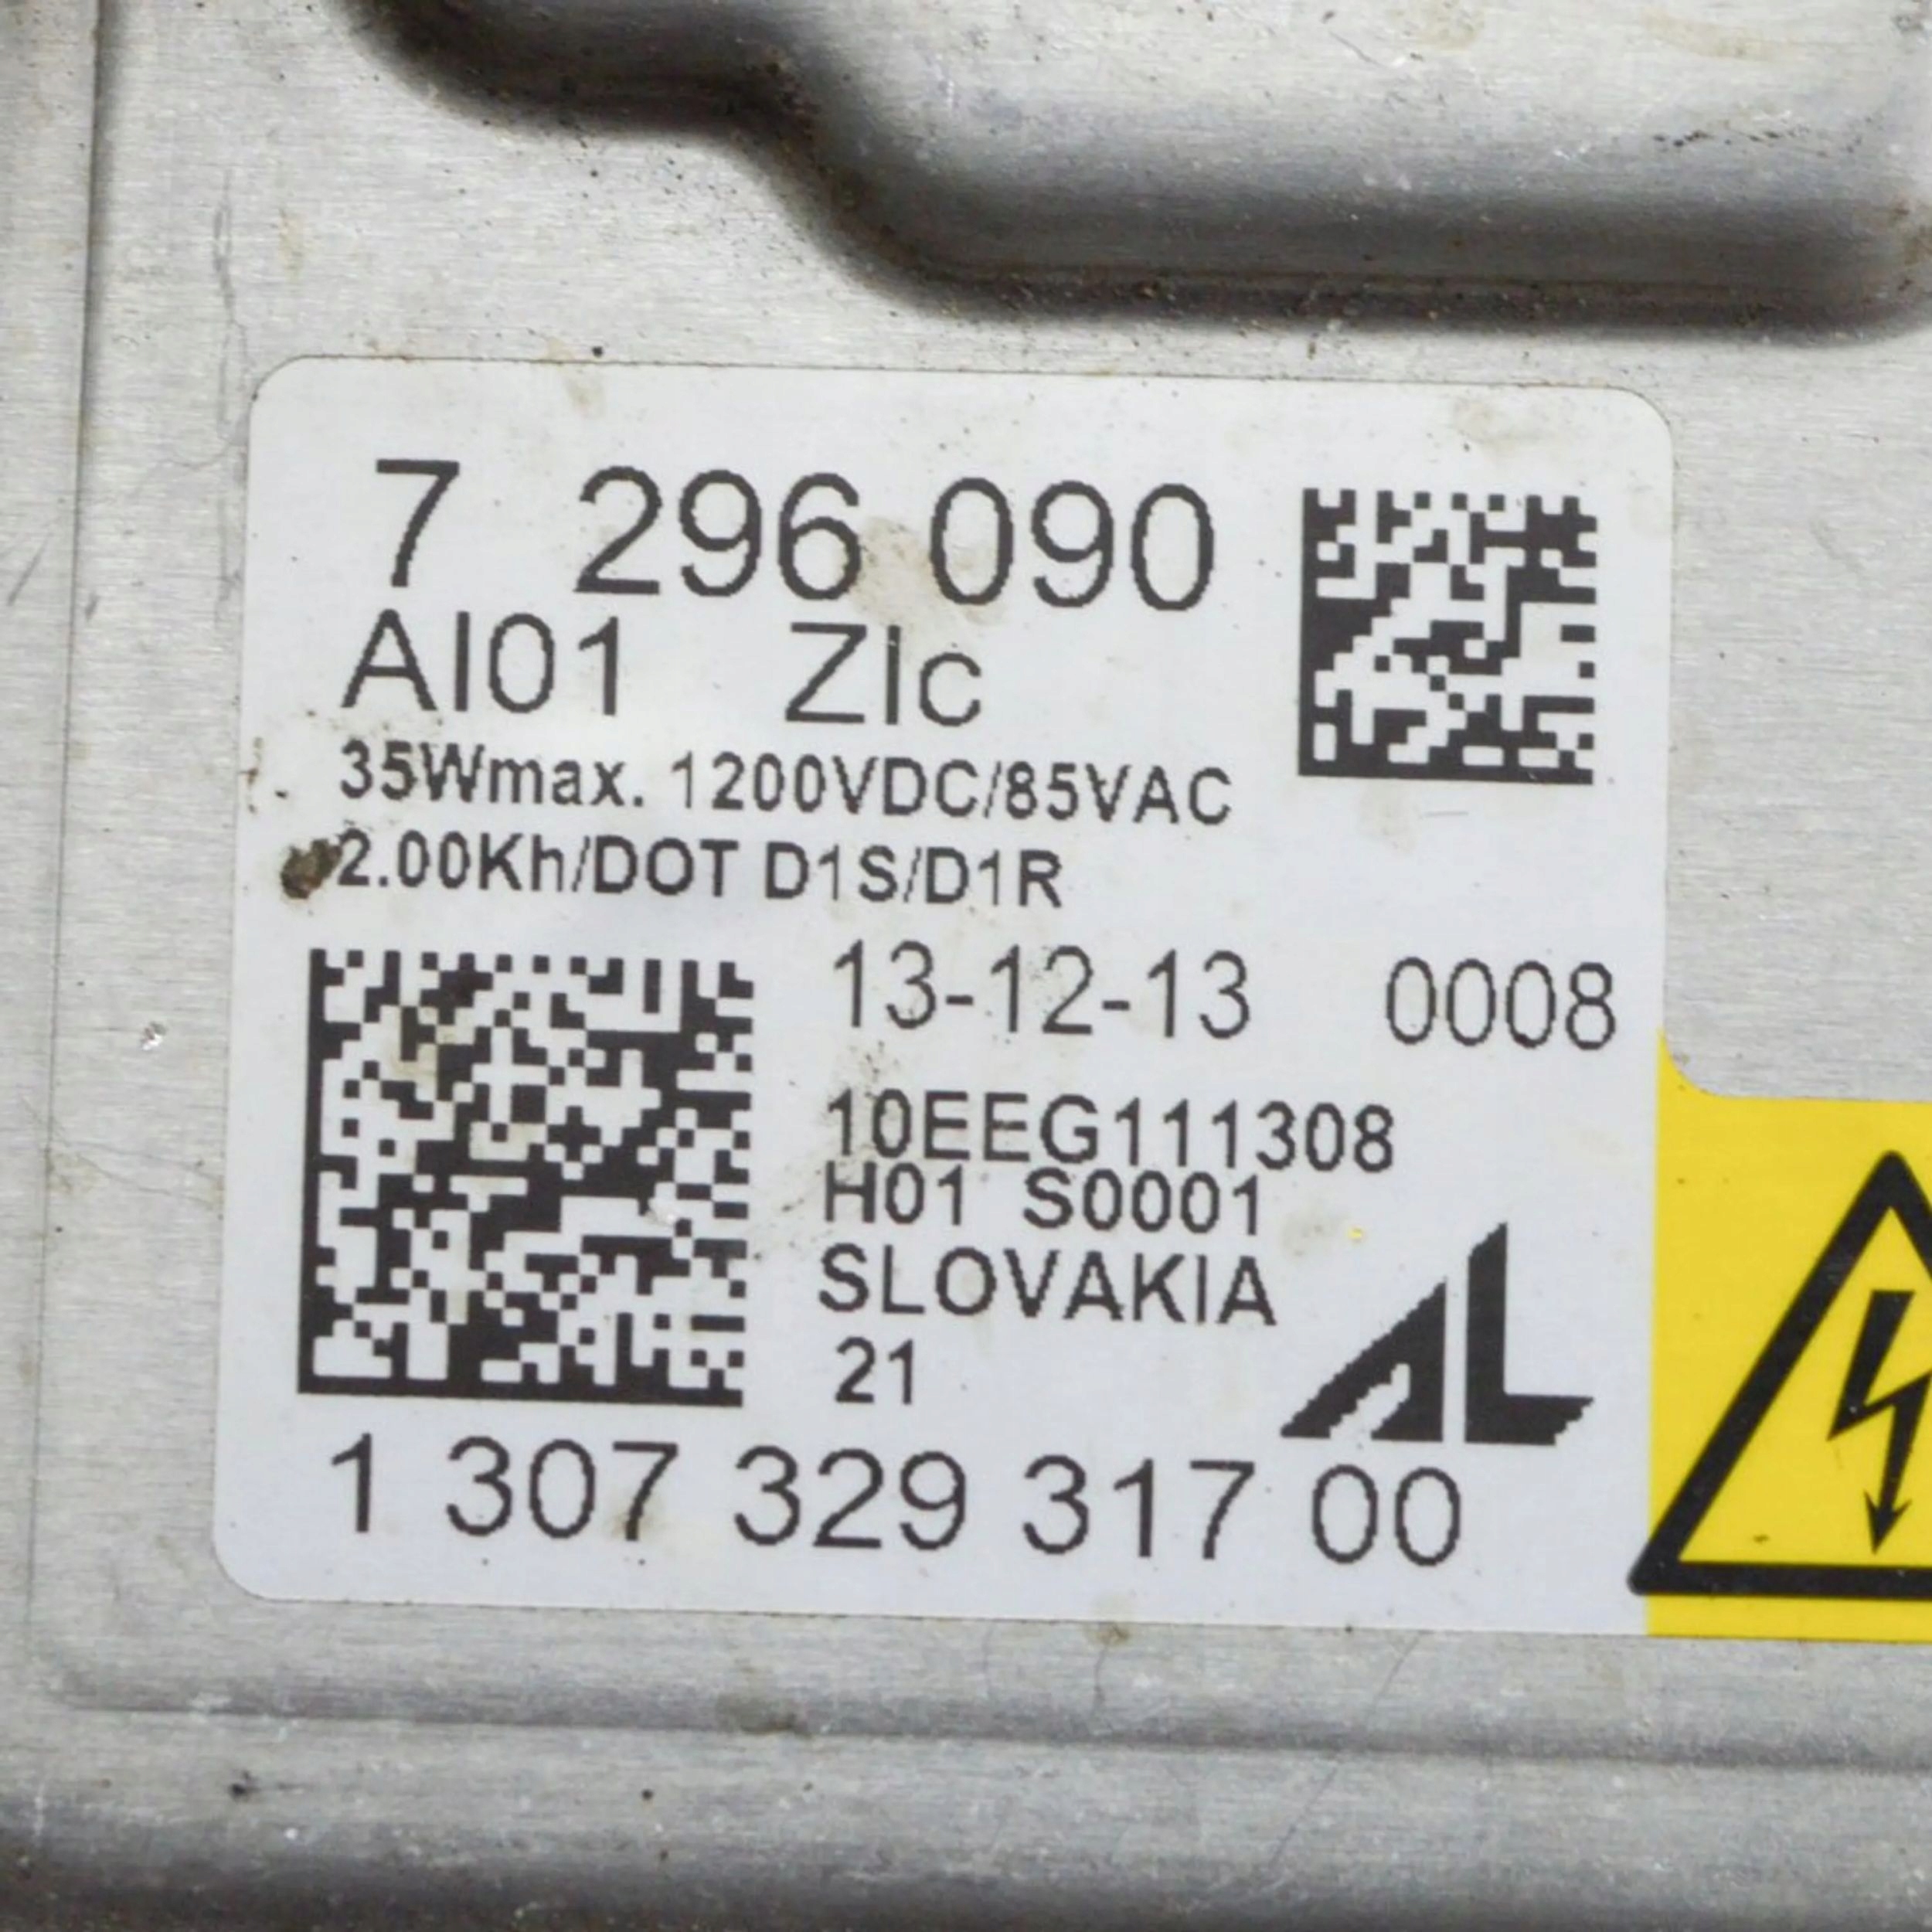 7 296 090
AI01 ZIc
35Wmax. 1200VDC/85VAC
2.00Kh/DOT D1S/D1R
13-12-13 0008
10EEG111308
H01 S0001
SLOVAKIA
21
AL
1 307 329 317 00